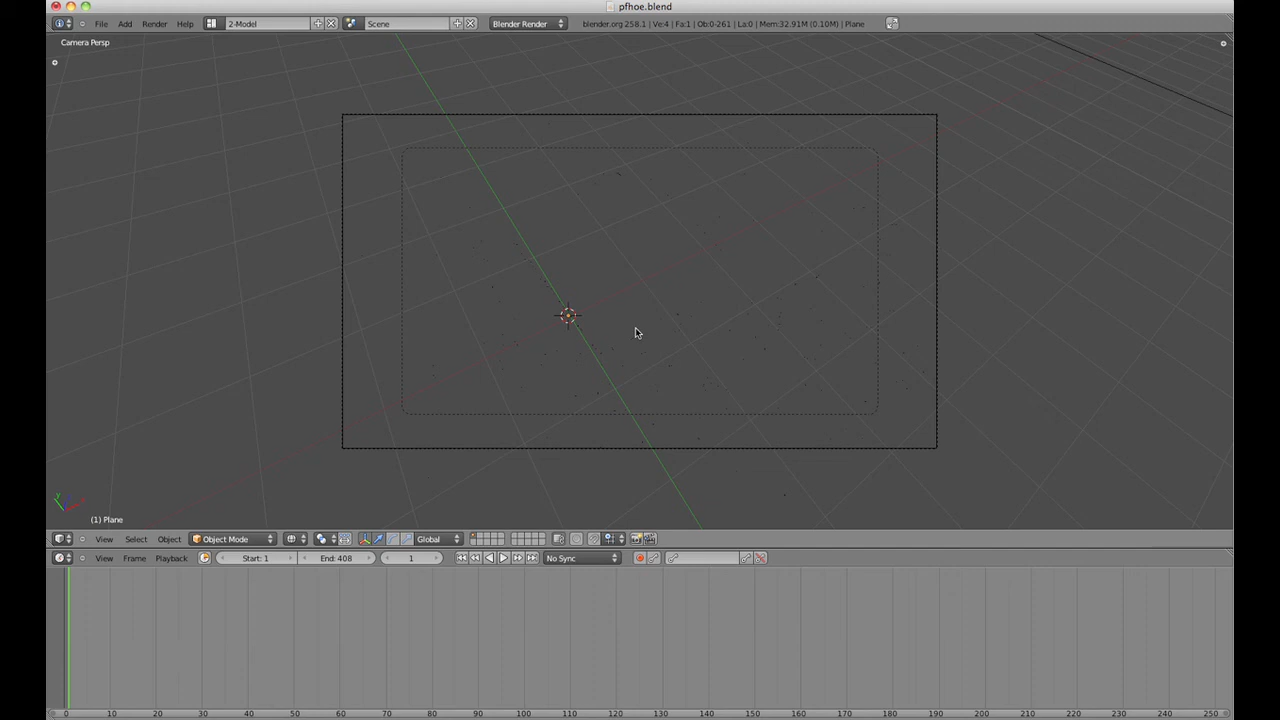 pfhoe.blend
File Add Render Help 2-Model Scene Blender Render blender.org 258.1 | Ve:4 | Fa:1 | Ob:0-261 | La:0 | Mem:32.91M (0.10M) | Plane
Camera Persp
(1) Plane
View Select Object Object Mode Global
View Frame Playback Start: 1 End: 408 1 No Sync
0 10 20 30 40 50 60 70 80 90 100 110 120 130 140 150 160 170 180 190 200 210 220 230 240 250